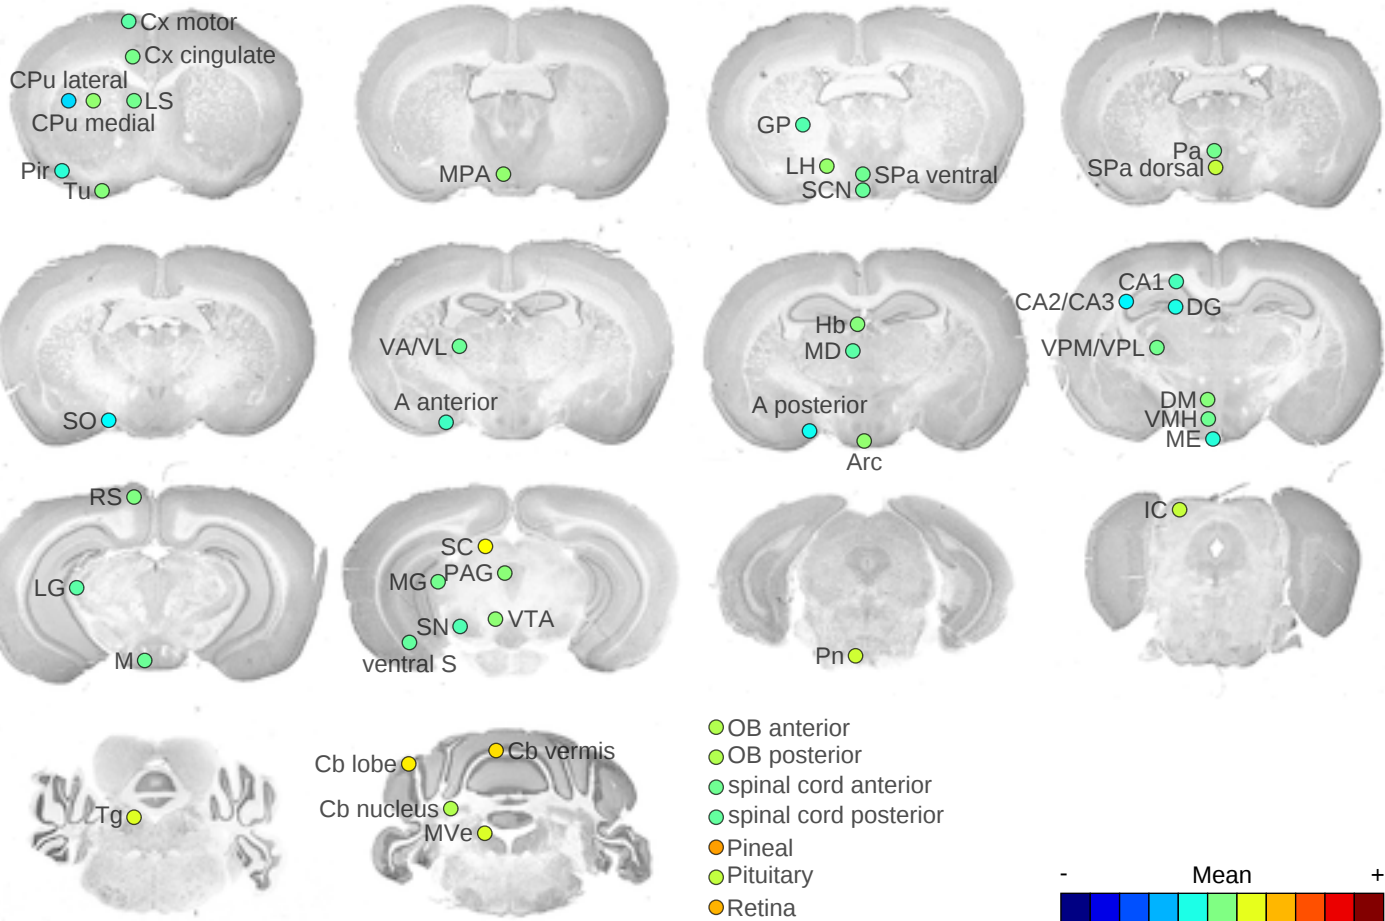 Cx motor
Cx cingulate
CPu lateral
LS
CPu medial
Pir
Tu
MPA
GP
LH
SPa ventral
SCN
Pa
SPa dorsal
SO
VA/VL
A anterior
Hb
MD
A posterior
Arc
CA1
CA2/CA3
DG
VPM/VPL
DM
VMH
ME
RS
LG
M
SC
MG
PAG
SN
VTA
ventral S
Pn
IC
Tg
Cb lobe
Cb vermis
Cb nucleus
MVe
OB anterior
OB posterior
spinal cord anterior
spinal cord posterior
Pineal
Pituitary
Retina
- Mean +